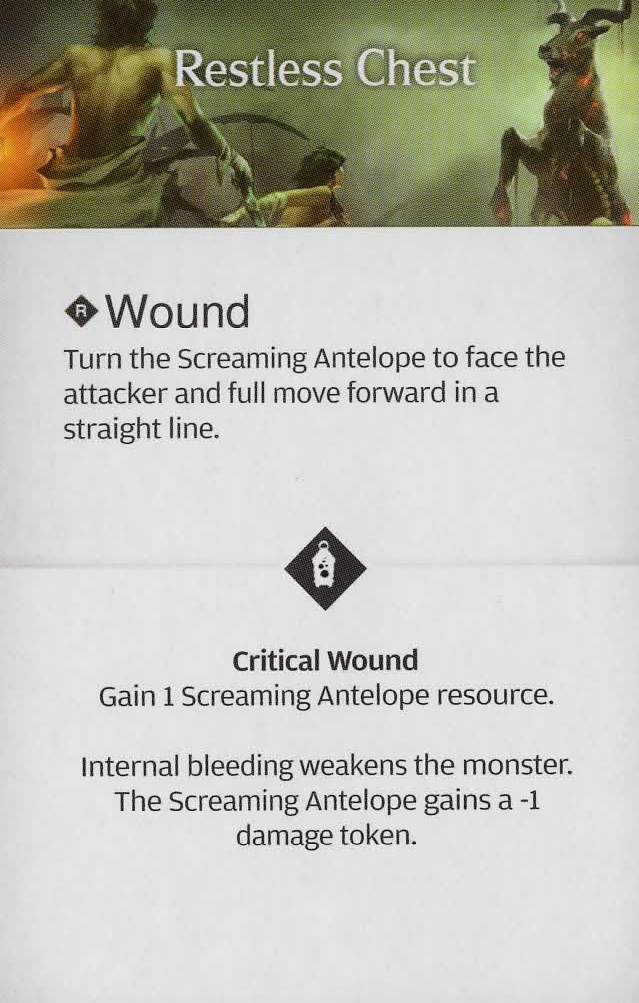 Restless Chest
R Wound
Turn the Screaming Antelope to face the
attacker and full move forward in a
straight line.
Critical Wound
Gain 1 Screaming Antelope resource.
Internal bleeding weakens the monster.
The Screaming Antelope gains a -1
damage token.